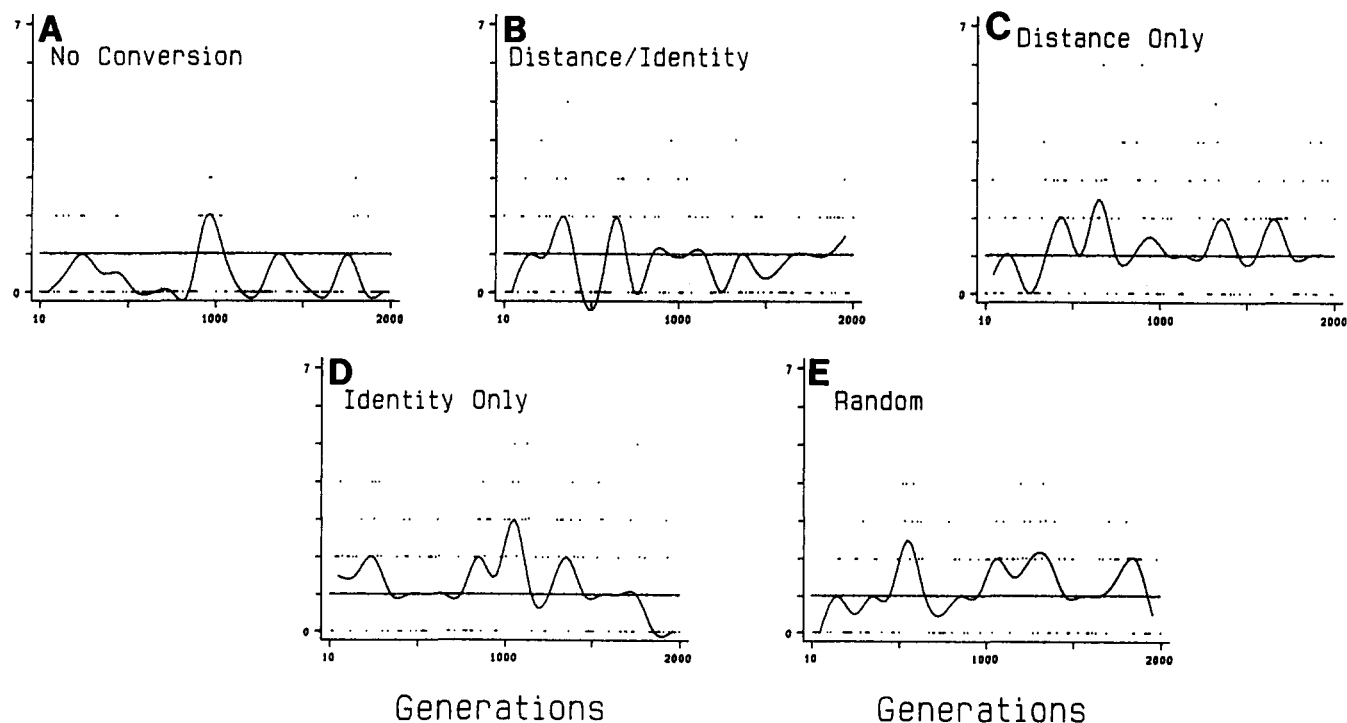 A
No Conversion
7
0
10 1000 2000
B
Distance/Identity
7
0
10 1000 2000
C
Distance Only
7
0
10 1000 2000
D
Identity Only
7
0
10 1000 2000
Generations
E
Random
7
0
10 1000 2000
Generations